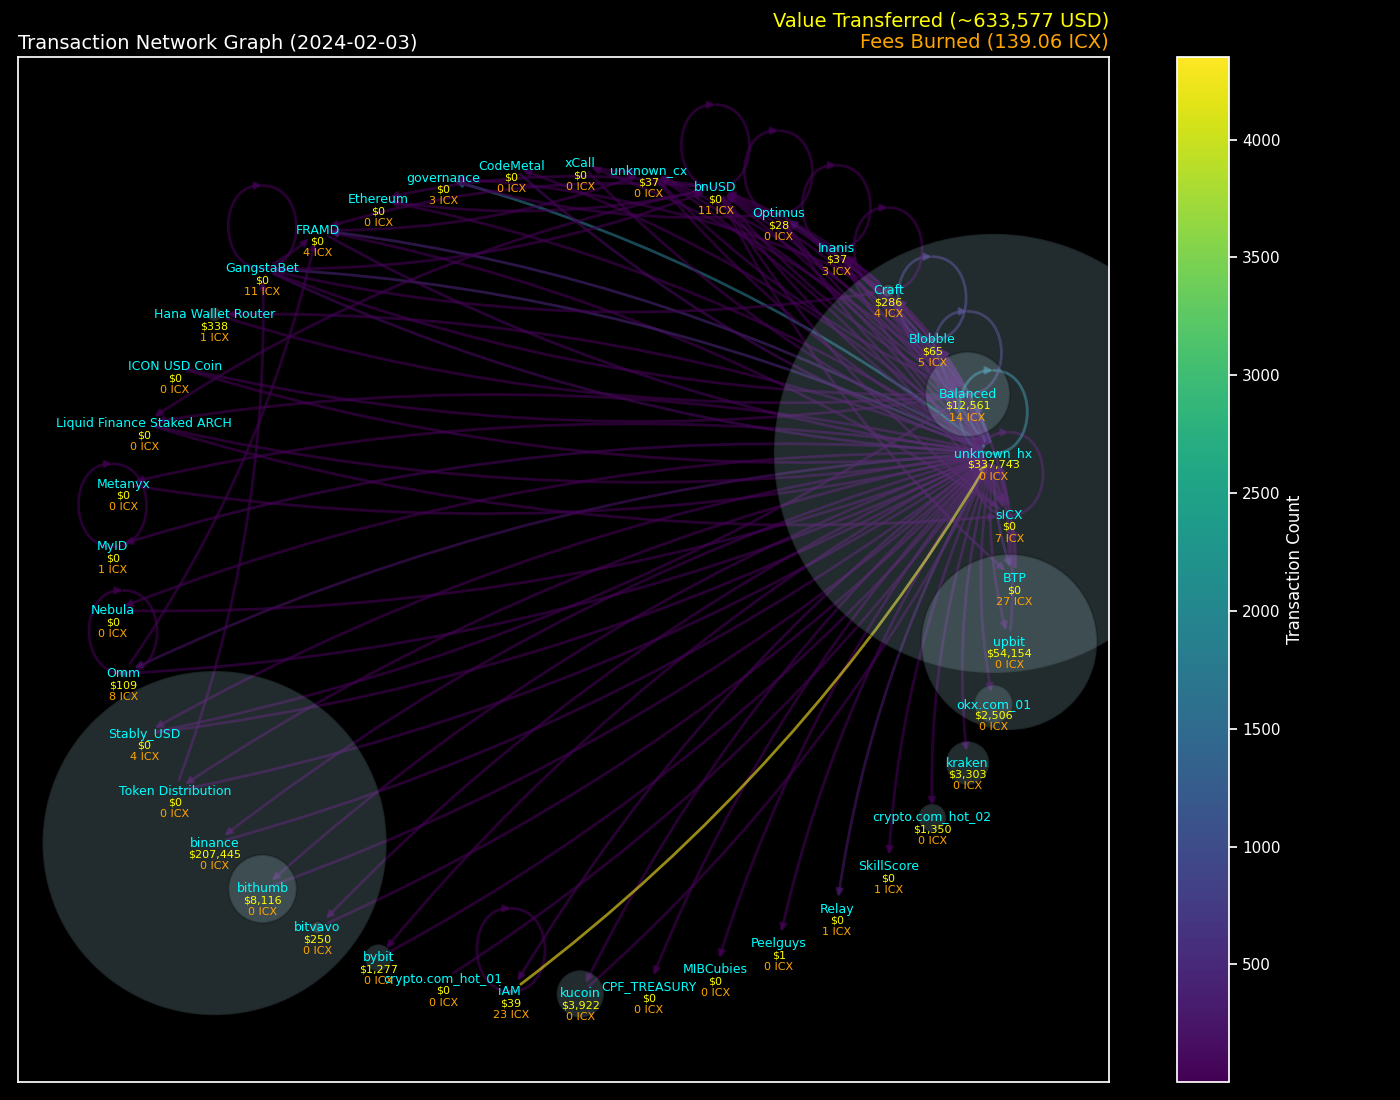 Value Transferred (~633,577 USD)
Transaction Network Graph (2024-02-03)
Fees Burned (139.06 ICX)
CodeMetal
$0
0 ICX
xCall
$0
0 ICX
unknown_cx
$37
0 ICX
governance
$0
3 ICX
bnUSD
$0
11 ICX
Ethereum
$0
0 ICX
Optimus
$28
0 ICX
FRAMD
$0
4 ICX
Inanis
$37
3 ICX
GangstaBet
$0
11 ICX
Craft
$286
4 ICX
Hana Wallet Router
$338
1 ICX
Blobble
$65
5 ICX
ICON USD Coin
$0
0 ICX
Balanced
$12,561
14 ICX
Liquid Finance Staked ARCH
$0
0 ICX
unknown_hx
$337,743
0 ICX
Metanyx
$0
0 ICX
sICX
$0
7 ICX
MyID
$0
1 ICX
BTP
$0
27 ICX
Nebula
$0
0 ICX
upbit
$54,154
0 ICX
Omm
$109
8 ICX
okx.com_01
$2,506
0 ICX
Stably_USD
$0
4 ICX
kraken
$3,303
0 ICX
Token Distribution
$0
0 ICX
crypto.com_hot_02
$1,350
0 ICX
binance
$207,445
0 ICX
SkillScore
$0
1 ICX
bithumb
$8,116
0 ICX
Relay
$0
1 ICX
bitvavo
$250
0 ICX
Peelguys
$1
0 ICX
bybit
$1,277
0 ICX
MIBCubies
$0
0 ICX
crypto.com_hot_01
$0
0 ICX
CPF_TREASURY
$0
0 ICX
iAM
$39
23 ICX
kucoin
$3,922
0 ICX
4000
3500
3000
2500
2000
1500
1000
500
Transaction Count